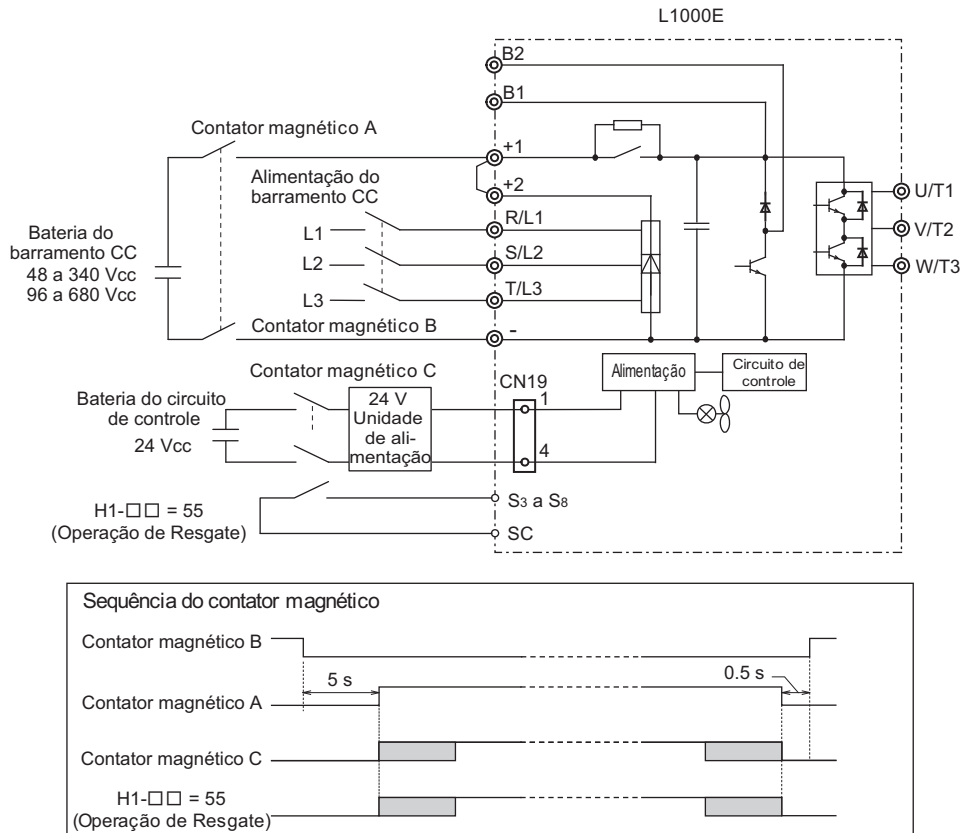 L1000E
B2
B1
Contator magnético A
+1
Alimentação do
barramento CC
+2
R/L1
L1
S/L2
L2
T/L3
L3
Bateria do
barramento CC
48 a 340 Vcc
96 a 680 Vcc
Contator magnético B
-
U/T1
V/T2
W/T3
Contator magnético C
CN19
Alimentação
Circuito de
controle
Bateria do circuito
de controle
24 Vcc
24 V
Unidade
de ali-
mentação
1
4
H1-□□ = 55
(Operação de Resgate)
S3 a S8
SC
Sequência do contator magnético
Contator magnético B
5 s
0.5 s
Contator magnético A
Contator magnético C
H1-□□ = 55
(Operação de Resgate)